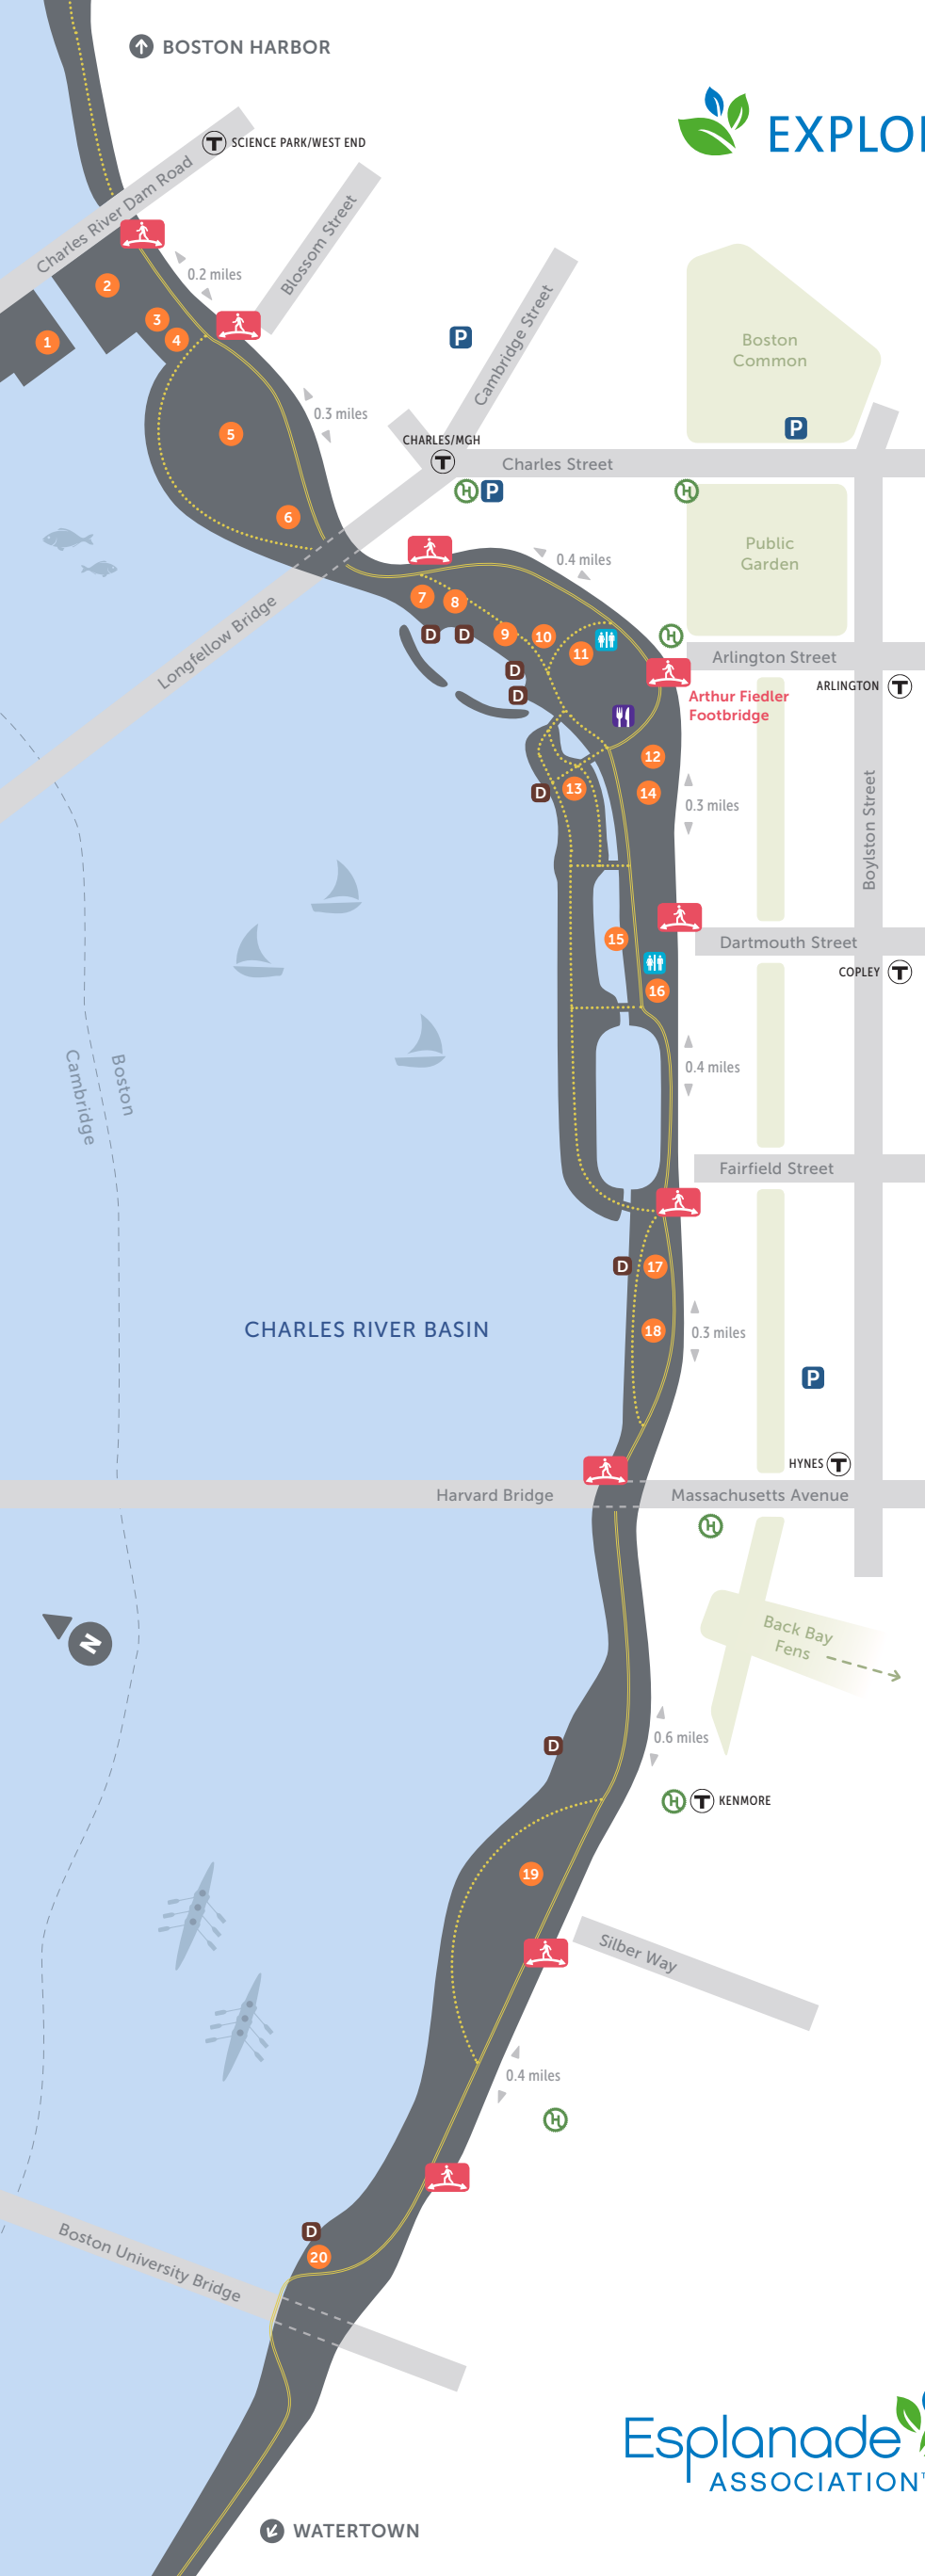 BOSTON HARBOR
EXPLO
T
SCIENCE PARK/WEST END
Charles River Dam Road
Blossom Street
0.2 miles
2
3
4
1
Cambridge Street
P
Boston
Common
0.3 miles
5
P
CHARLES/MGH
T
Charles Street
H
P
H
6
Public
Garden
0.4 miles
7
8
D
D
9
10
11
H
Longfellow Bridge
Arlington Street
D
D
ARLINGTON
T
Arthur Fiedler
Footbridge
12
13
14
D
0.3 miles
Boylston Street
15
Dartmouth Street
COPLEY
T
16
Boston
Cambridge
0.4 miles
Fairfield Street
D
17
CHARLES RIVER BASIN
18
0.3 miles
P
HYNES
T
Harvard Bridge
Massachusetts Avenue
H
N
Back Bay
Fens
0.6 miles
D
H
T
KENMORE
19
Silber Way
0.4 miles
H
D
20
Boston University Bridge
Esplanade
ASSOCIATION
WATERTOWN